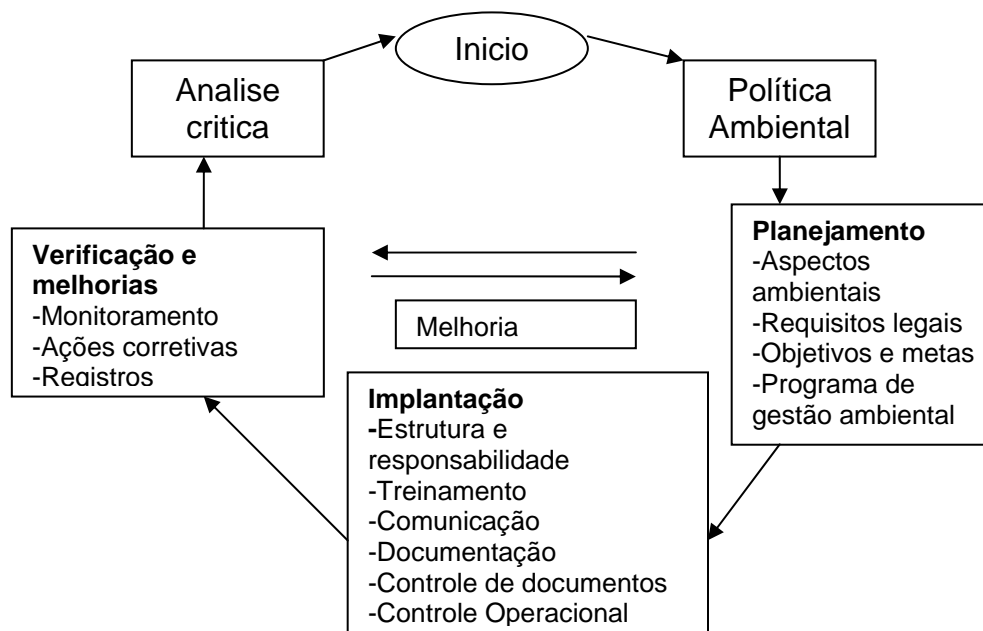 Inicio
Política
Ambiental
Planejamento
-Aspectos
ambientais
-Requisitos legais
-Objetivos e metas
-Programa de
gestão ambiental
Implantação
-Estrutura e
responsabilidade
-Treinamento
-Comunicação
-Documentação
-Controle de documentos
-Controle Operacional
Verificação e
melhorias
-Monitoramento
-Ações corretivas
-Registros
Analise
critica
Melhoria